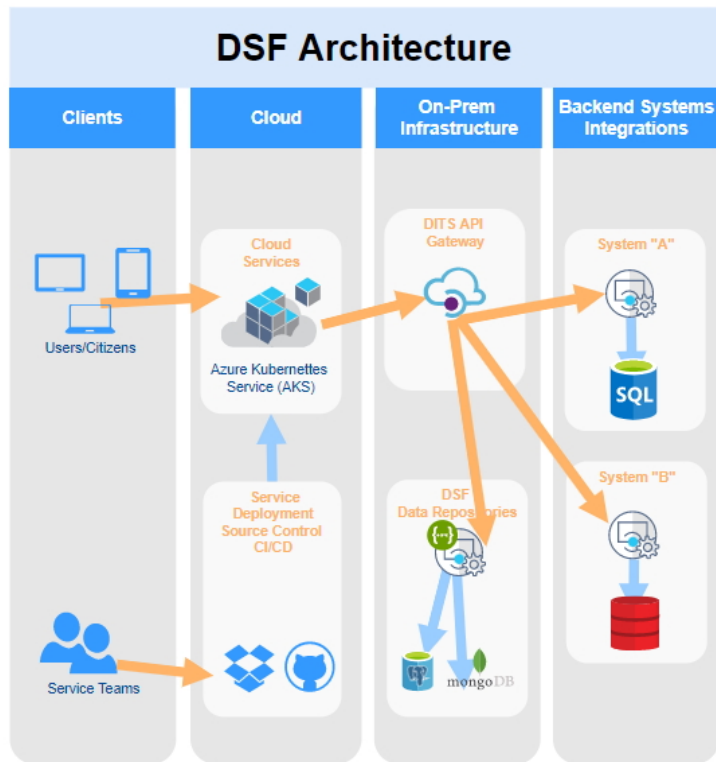 DSF Architecture
Clients
Cloud
On-Prem
Infrastructure
Backend Systems
Integrations
Users/Citizens
Cloud
Services
Azure Kubernettes
Service (AKS)
DITS API
Gateway
System "A"
SQL
Service
Deployment
Source Control
CI/CD
DSF
Data Repositories
{···}
mongoDB
System "B"
Service Teams